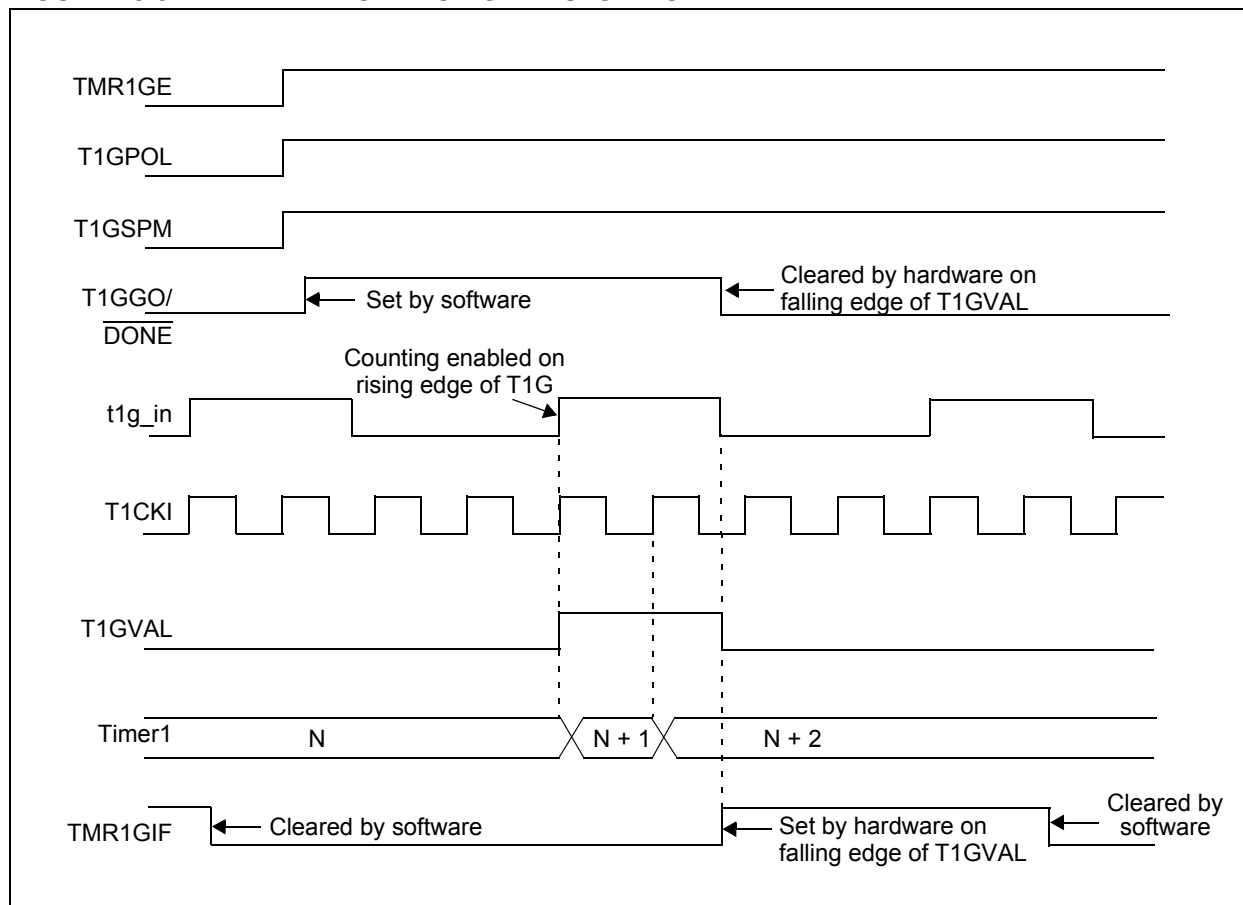 TMR1GE
T1GPOL
T1GSPM
T1GGO/
DONE
Set by software
Cleared by hardware on
falling edge of T1GVAL
Counting enabled on
rising edge of T1G
t1g_in
T1CKI
T1GVAL
Timer1
N
N + 1
N + 2
TMR1GIF
Cleared by software
Set by hardware on
falling edge of T1GVAL
Cleared by
software